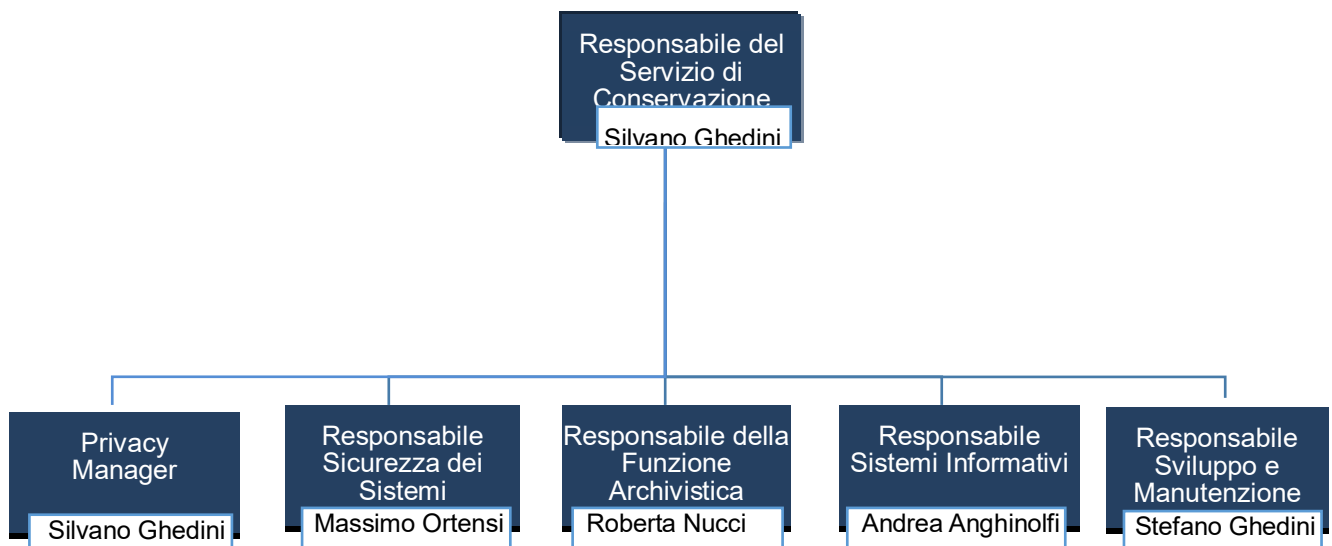 Responsabile del
Servizio di
Conservazione
Silvano Ghedini
Privacy
Manager
Silvano Ghedini
Responsabile
Sicurezza dei
Sistemi
Massimo Ortensi
Responsabile della
Funzione
Archivistica
Roberta Nucci
Responsabile
Sistemi Informativi
Andrea Anghinolfi
Responsabile
Sviluppo e
Manutenzione
Stefano Ghedini